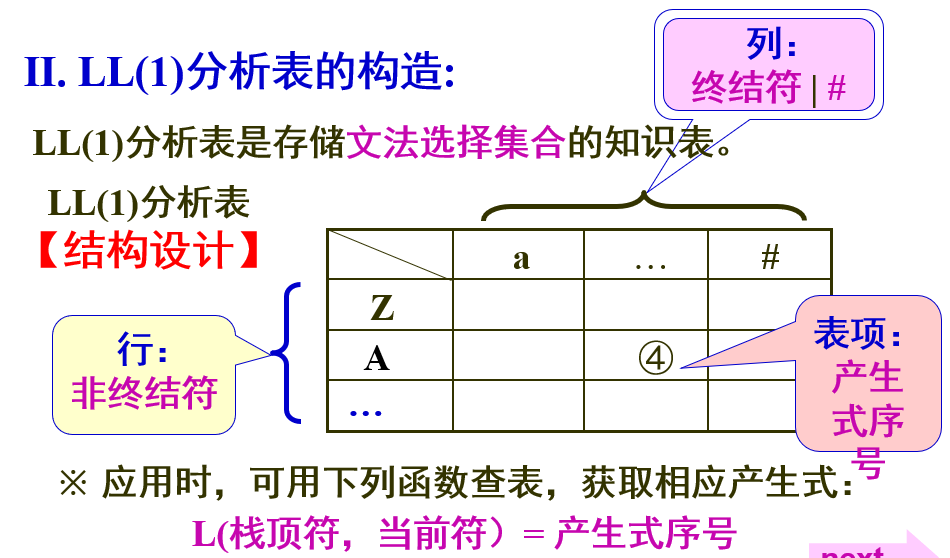 列：
终结符 | #
II. LL(1)分析表的构造:
LL(1)分析表是存储文法选择集合的知识表。
LL(1)分析表
【结构设计】
a … #
Z
行：
非终结符
A ④
…
表项：
产生
式序
号
※ 应用时，可用下列函数查表，获取相应产生式：
L(栈顶符，当前符）= 产生式序号
next